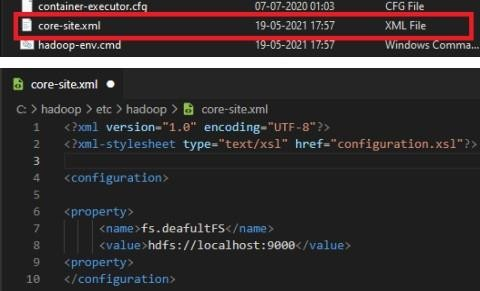 container-executor.cfg 07-07-2020 01:03 CFG File
core-site.xml 19-05-2021 17:57 XML File
hadoop-env.cmd 19-05-2021 17:57 Windows Comma...
core-site.xml
C: > hadoop > etc > hadoop > core-site.xml
1 <?xml version="1.0" encoding="UTF-8"?>
2 <?xml-stylesheet type="text/xsl" href="configuration.xsl"?>
3
4 <configuration>
5
6 <property>
7 <name>fs.deafultFS</name>
8 <value>hdfs://localhost:9000</value>
9 <property>
10 </configuration>